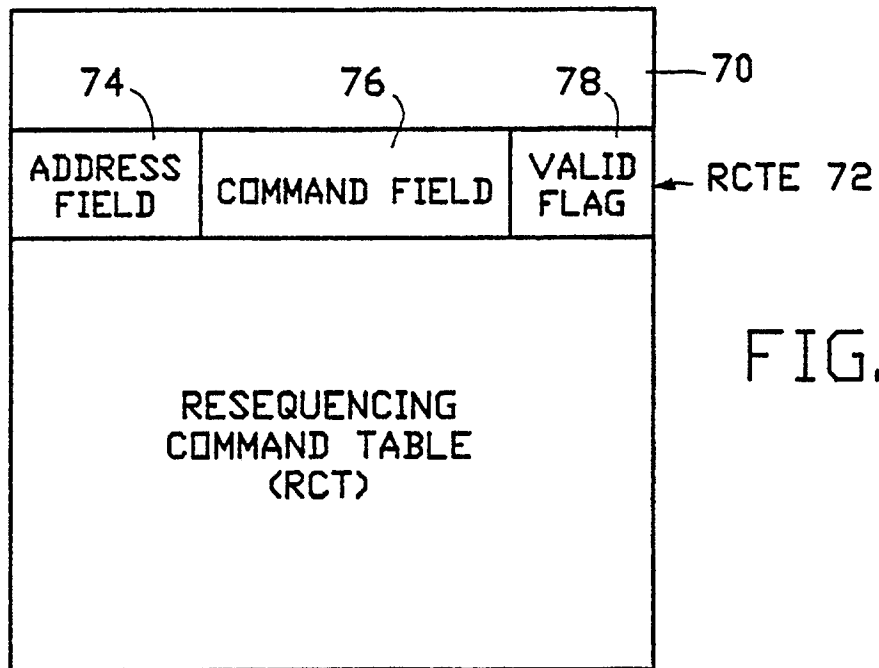 70
74 76 78
ADDRESS FIELD
COMMAND FIELD
VALID FLAG
RCTE 72
FIG.
RESEQUENCING
COMMAND TABLE
(RCT)